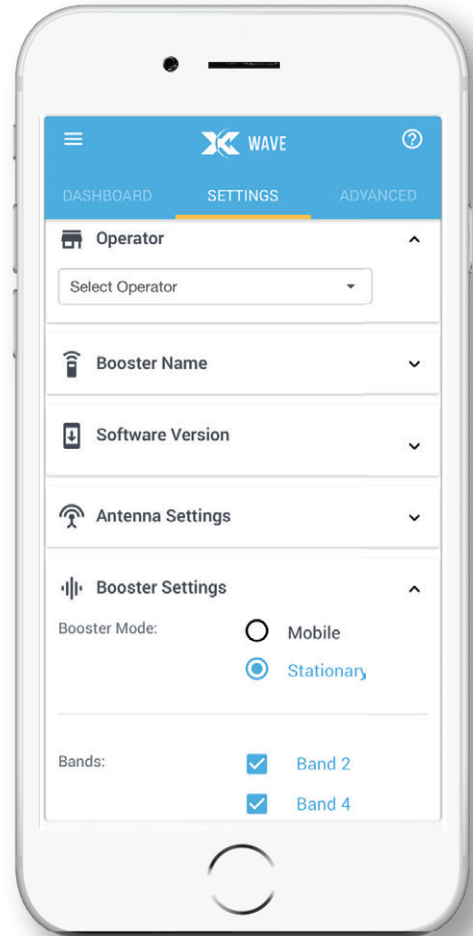 WAVE
DASHBOARD SETTINGS ADVANCED
Operator
Select Operator
Booster Name
Software Version
Antenna Settings
Booster Settings
Booster Mode: Mobile
Stationary
Bands: Band 2
Band 4